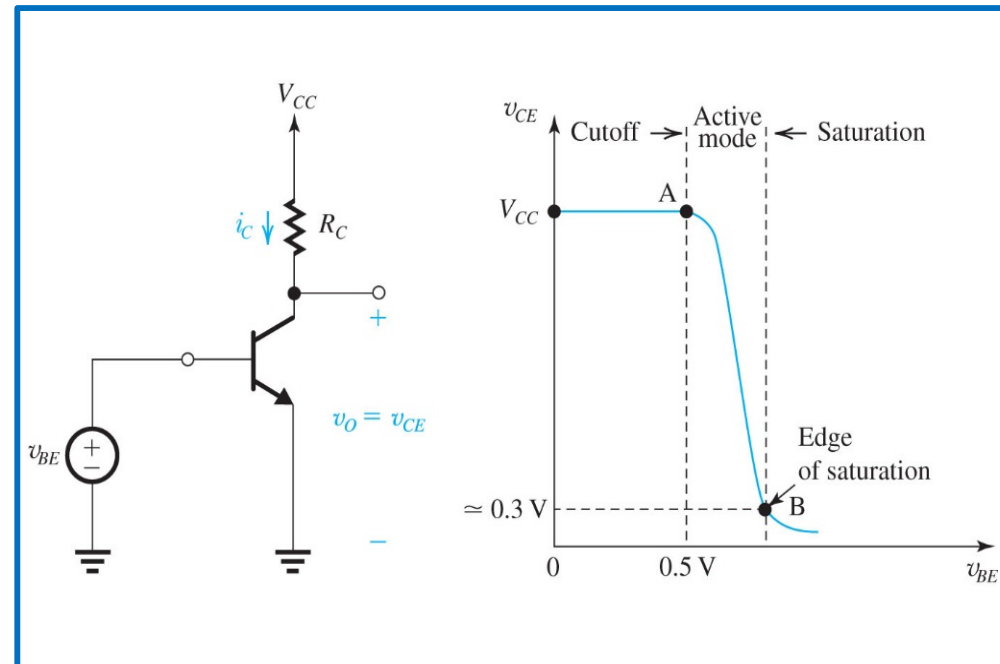 V_CC
i_C
R_C
+
v_O = v_CE
−
v_BE
+
−
v_CE
Cutoff
Active
mode
Saturation
A
V_CC
Edge
of saturation
B
≃ 0.3 V
0
0.5 V
v_BE